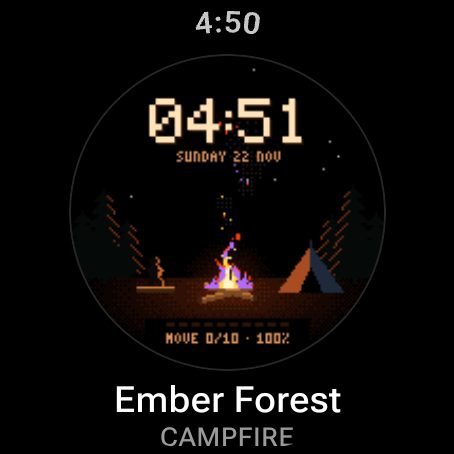 4:50
04:51
SUNDAY 22 NOV
MOVE 0/10 · 100%
Ember Forest
CAMPFIRE